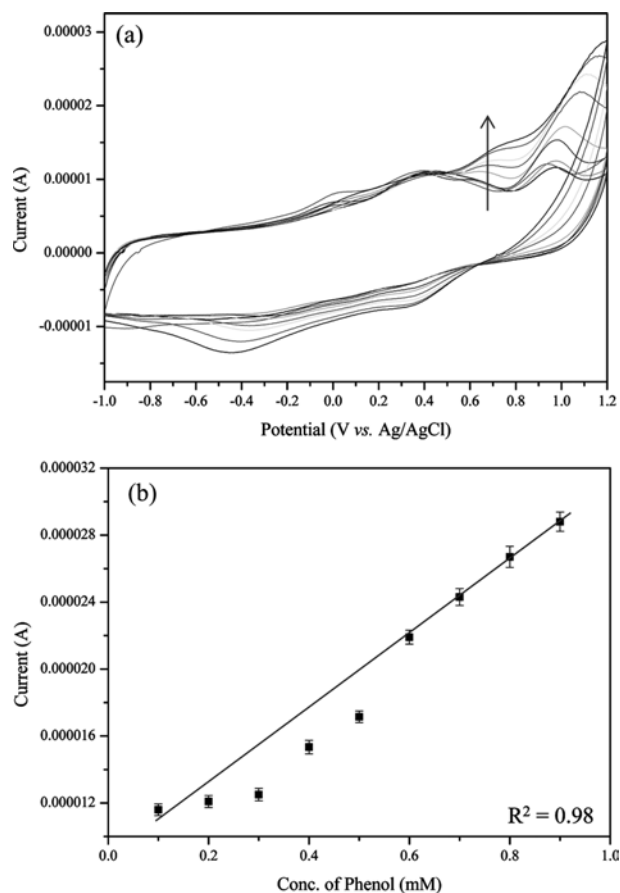 (a)
0.00003
0.00002
0.00001
0.00000
-0.00001
Current (A)
-1.0 -0.8 -0.6 -0.4 -0.2 0.0 0.2 0.4 0.6 0.8 1.0 1.2
Potential (V vs. Ag/AgCl)
(b)
0.000032
0.000028
0.000024
0.000020
0.000016
0.000012
Current (A)
R² = 0.98
0.0 0.2 0.4 0.6 0.8 1.0
Conc. of Phenol (mM)